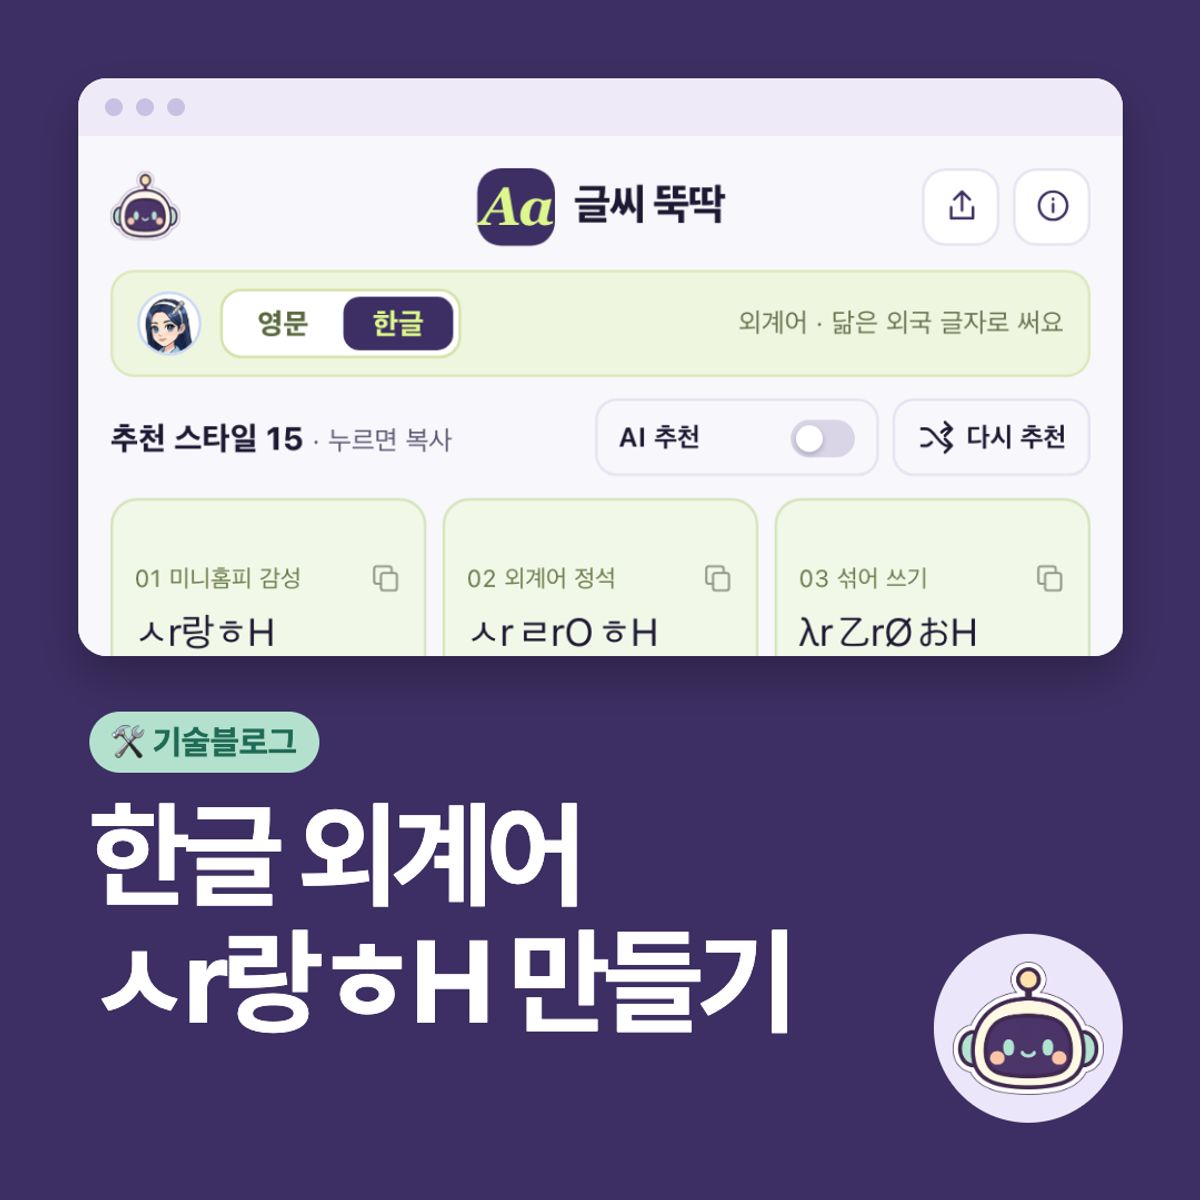 Aa 글씨 뚝딱
영문 한글 외계어 · 닮은 외국 글자로 써요
추천 스타일 15 · 누르면 복사 AI 추천 다시 추천
01 미니홈피 감성 02 외계어 정석 03 섞어 쓰기
ㅅr랑ㅎH ㅅrㄹrOㅎH λr乙rØおH
기술블로그
한글 외계어
ㅅr랑ㅎH 만들기